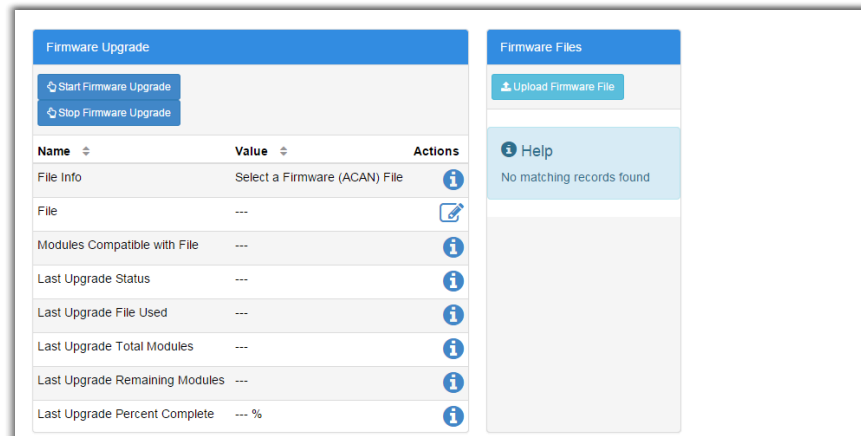 Firmware Upgrade
Start Firmware Upgrade
Stop Firmware Upgrade
Name Value Actions
File Info Select a Firmware (ACAN) File
File ---
Modules Compatible with File ---
Last Upgrade Status ---
Last Upgrade File Used ---
Last Upgrade Total Modules ---
Last Upgrade Remaining Modules ---
Last Upgrade Percent Complete --- %
Firmware Files
Upload Firmware File
Help
No matching records found